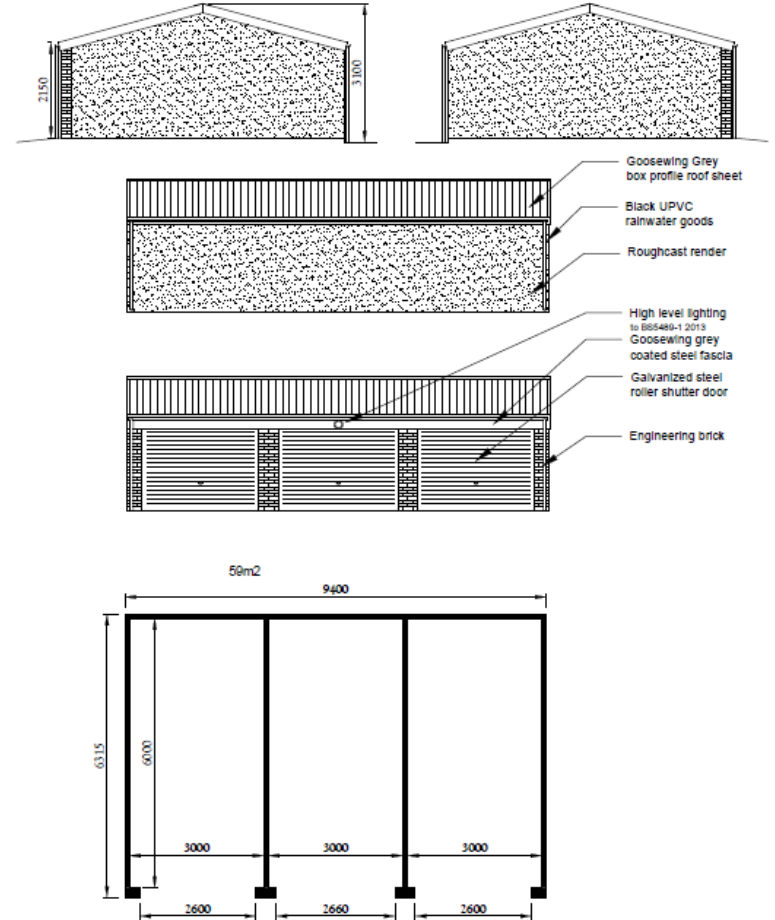 2150
3100
Goosewing Grey
box profile roof sheet
Black UPVC
rainwater goods
Roughcast render
High level lighting
to BS5489-1 2013
Goosewing grey
coated steel fascia
Galvanized steel
roller shutter door
Engineering brick
59m2
9400
6315
6000
3000
3000
3000
2600
2660
2600